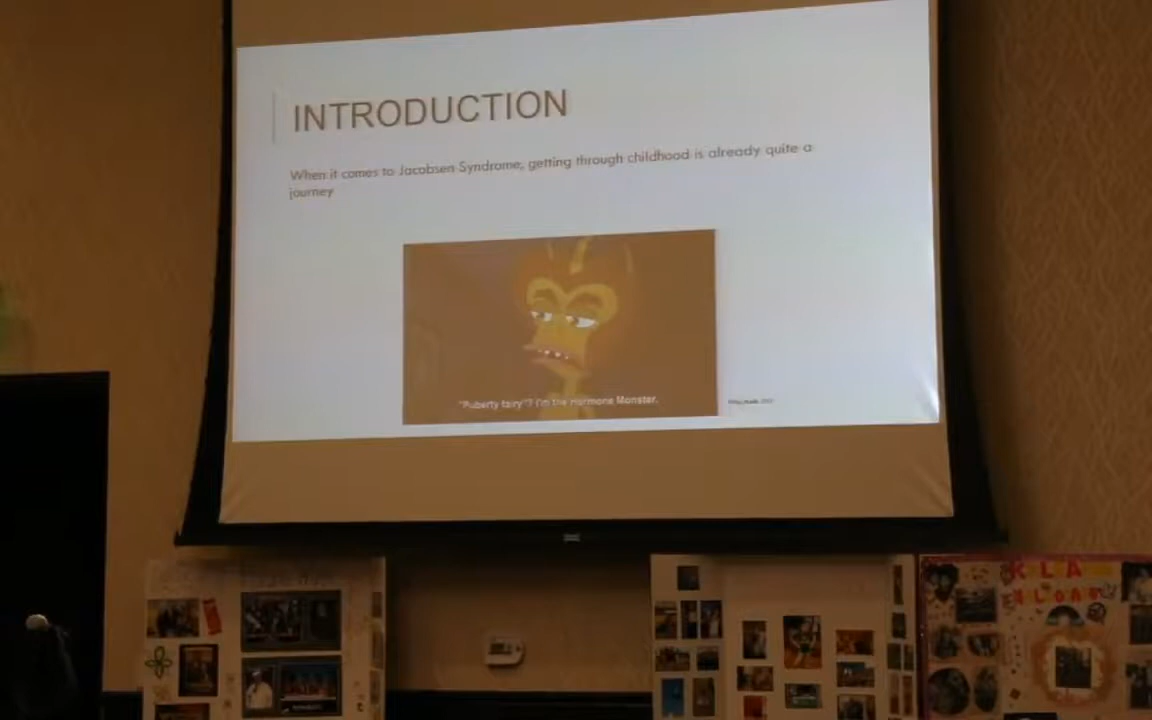 INTRODUCTION
When it comes to Jacobsen Syndrome, getting through childhood is already quite a
journey
"Puberty fairy"? I'm the Hormone Monster.